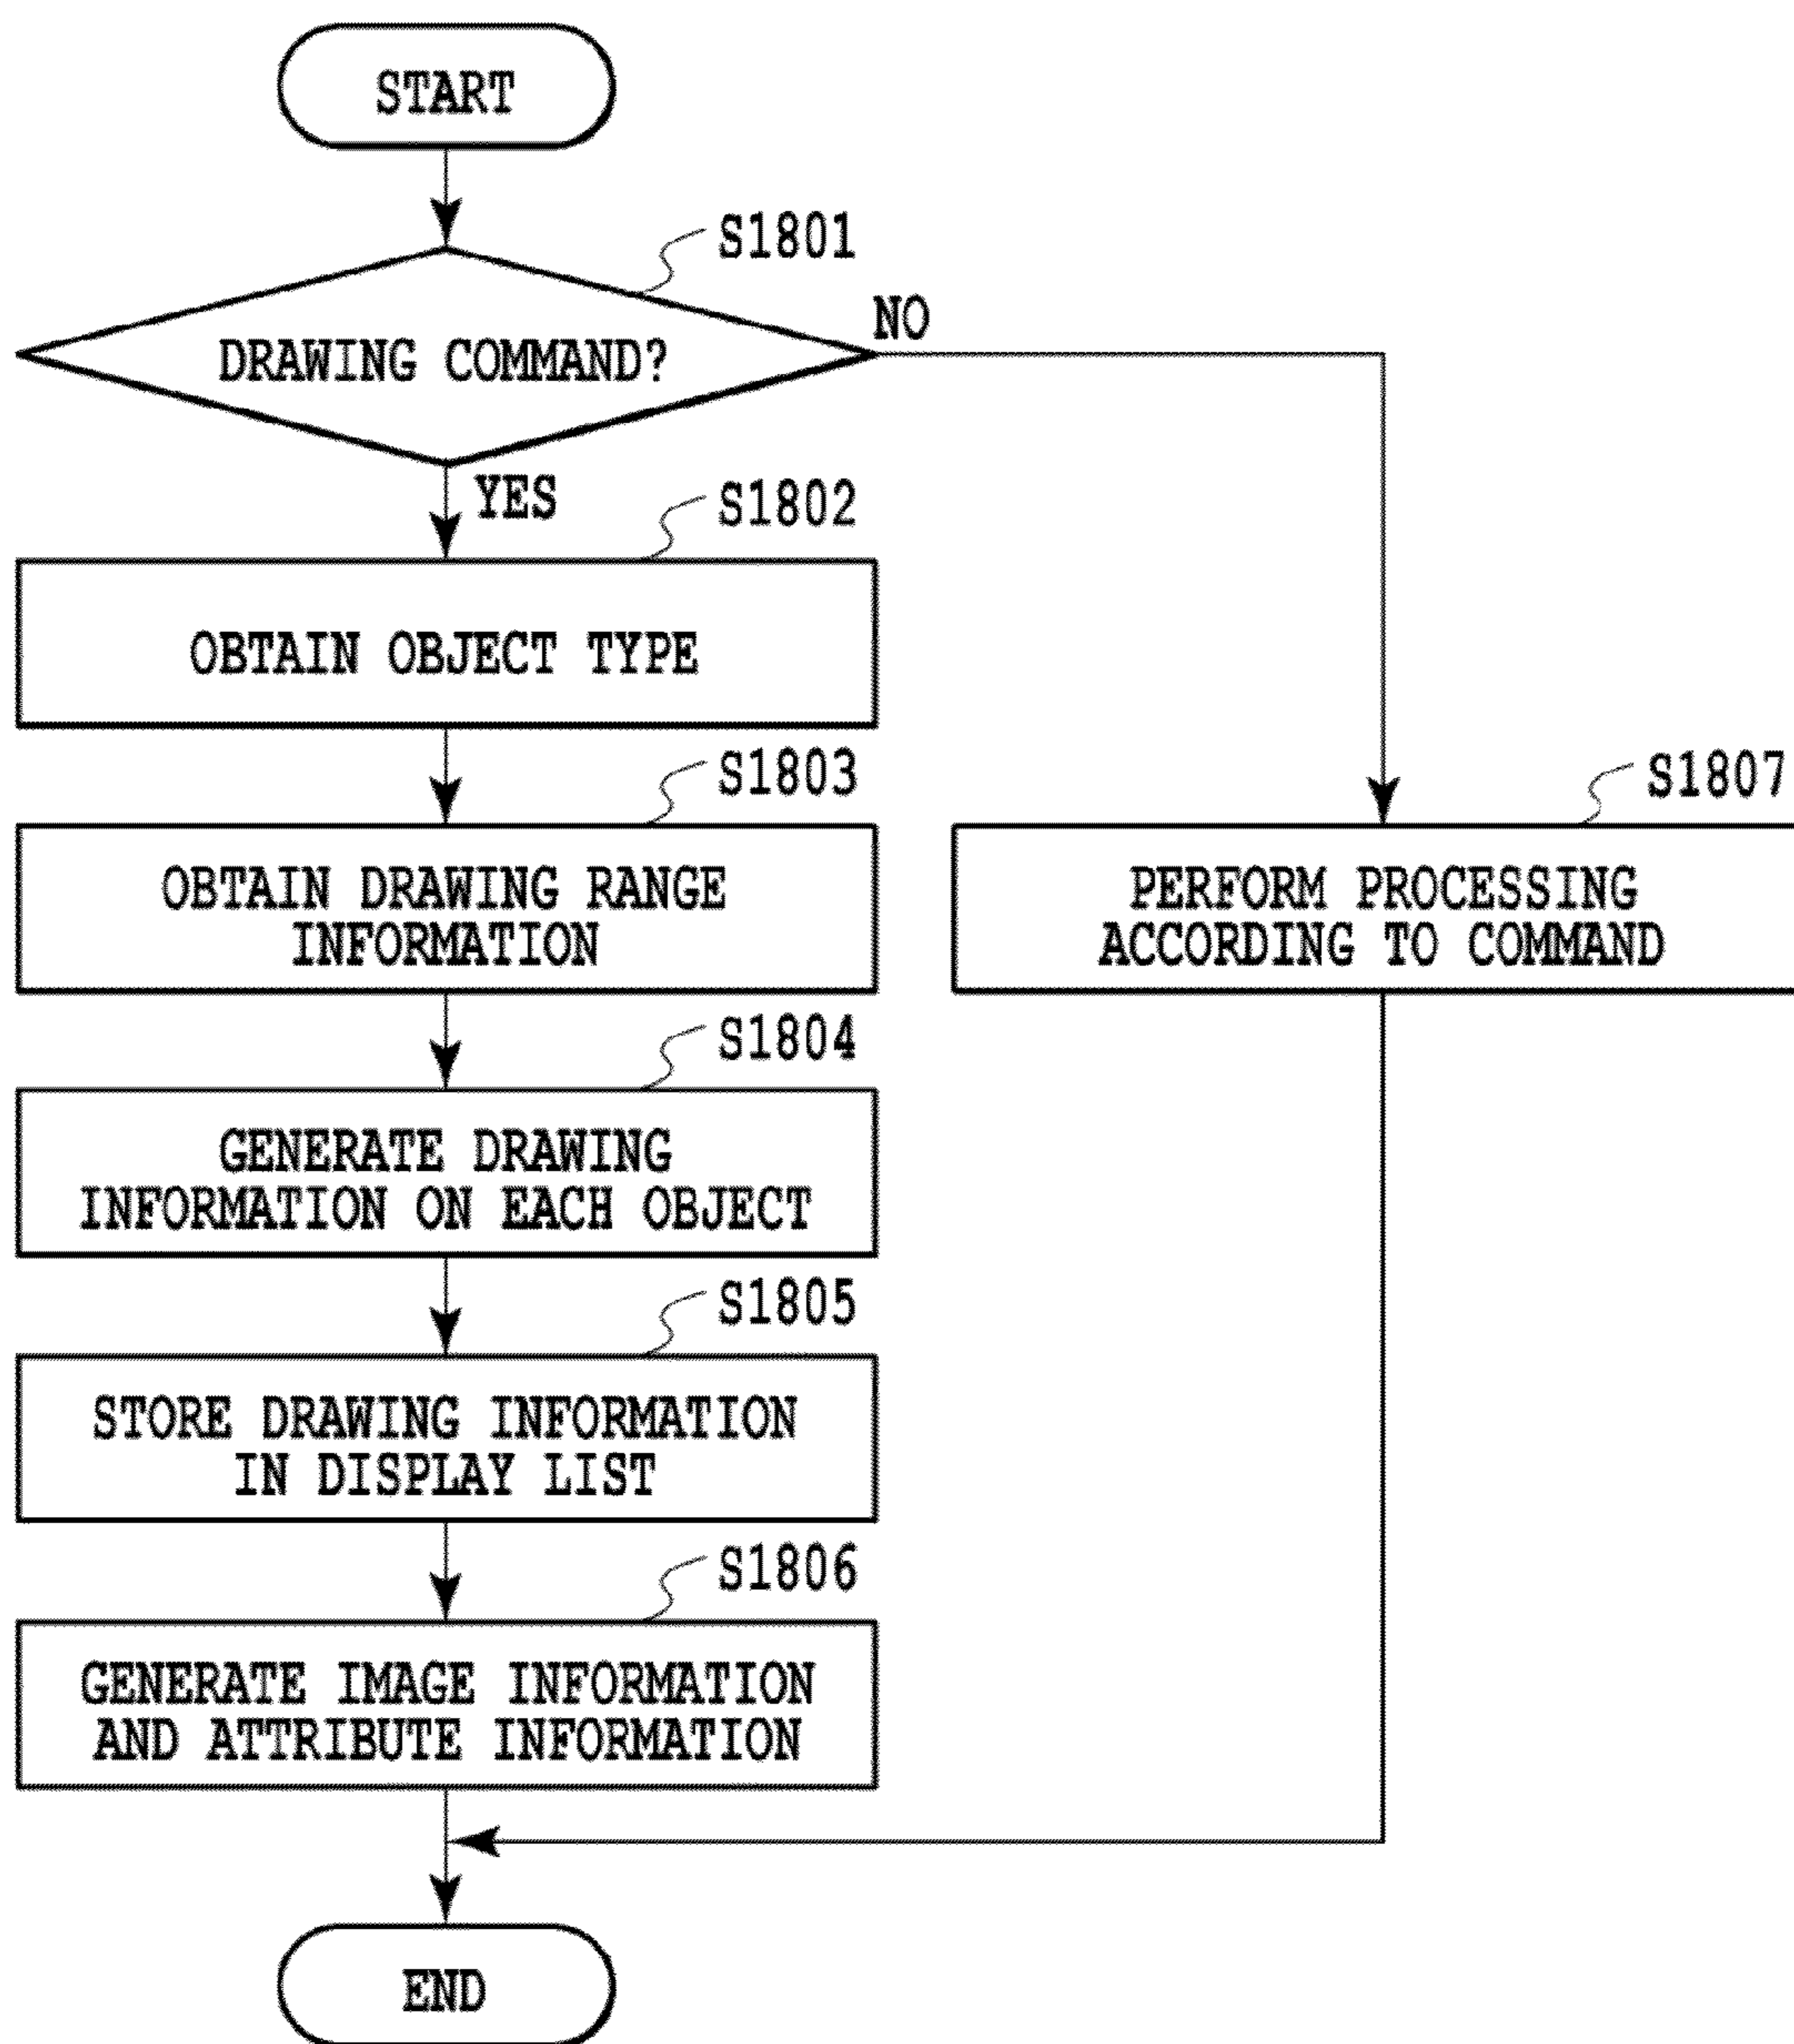 START
S1801
NO
DRAWING COMMAND?
YES
S1802
OBTAIN OBJECT TYPE
S1803
OBTAIN DRAWING RANGE
INFORMATION
S1807
PERFORM PROCESSING
ACCORDING TO COMMAND
S1804
GENERATE DRAWING
INFORMATION ON EACH OBJECT
S1805
STORE DRAWING INFORMATION
IN DISPLAY LIST
S1806
GENERATE IMAGE INFORMATION
AND ATTRIBUTE INFORMATION
END